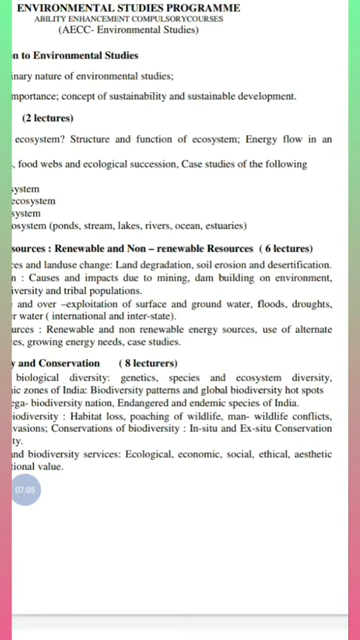 ENVIRONMENTAL STUDIES PROGRAMME
ABILITY ENHANCEMENT COMPULSORYCOURSES
(AECC- Environmental Studies)
n to Environmental Studies
inary nature of environmental studies;
mportance; concept of sustainability and sustainable development.
(2 lectures)
ecosystem? Structure and function of ecosystem; Energy flow in an
, food webs and ecological succession, Case studies of the following
ystem
ecosystem
system
osystem (ponds, stream, lakes, rivers, ocean, estuaries)
sources : Renewable and Non – renewable Resources ( 6 lectures)
ces and landuse change: Land degradation, soil erosion and desertification.
n : Causes and impacts due to mining, dam building on environment,
iversity and tribal populations.
and over –exploitation of surface and ground water, floods, droughts,
r water ( international and inter-state).
urces : Renewable and non renewable energy sources, use of alternate
es, growing energy needs, case studies.
y and Conservation ( 8 lecturers)
biological diversity: genetics, species and ecosystem diversity,
ic zones of India: Biodiversity patterns and global biodiversity hot spots
ega- biodiversity nation, Endangered and endemic species of India.
iodiversity : Habitat loss, poaching of wildlife, man- wildlife conflicts,
vasions; Conservations of biodiversity : In-situ and Ex-situ Conservation
ty.
nd biodiversity services: Ecological, economic, social, ethical, aesthetic
tional value.
07:05